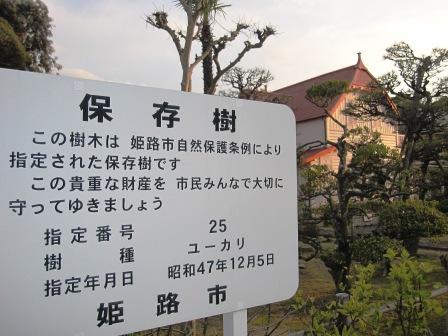 保存樹
この樹木は 姫路市自然保護条例により
指定された保存樹です
この貴重な財産を 市民みんなで大切に
守ってゆきましょう
指定番号 25
樹種 ユーカリ
指定年月日 昭和47年12月5日
姫路市